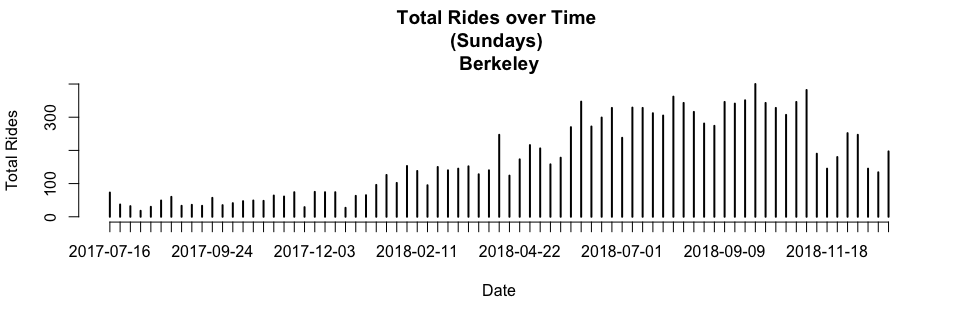 Total Rides over Time
(Sundays)
Berkeley
Total Rides
300
100
0
2017-07-16 2017-09-24 2017-12-03 2018-02-11 2018-04-22 2018-07-01 2018-09-09 2018-11-18
Date